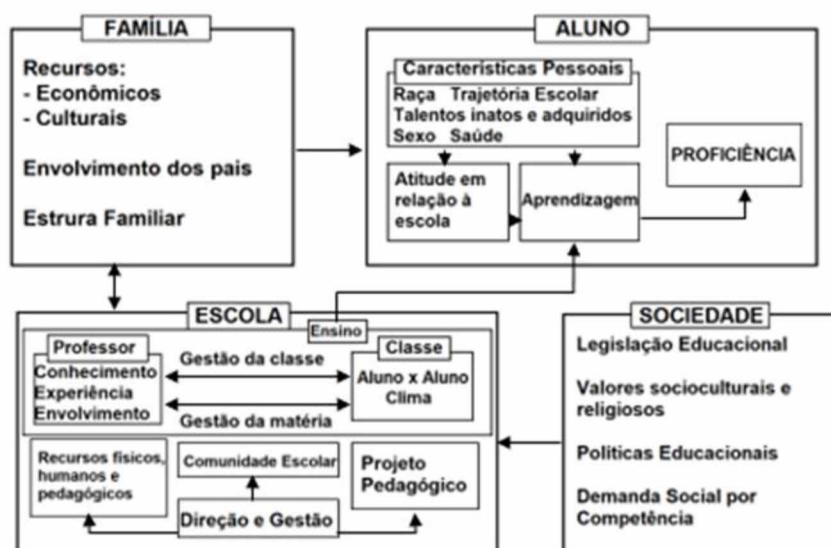 FAMÍLIA
Recursos:
- Econômicos
- Culturais
Envolvimento dos pais
Estrura Familiar
ALUNO
Características Pessoais
Raça Trajetória Escolar
Talentos inatos e adquiridos
Sexo Saúde
Atitude em
relação à
escola
Aprendizagem
PROFICIÊNCIA
ESCOLA
Ensino
Professor
Conhecimento
Experiência
Envolvimento
Gestão da classe
Gestão da matéria
Classe
Aluno x Aluno
Clima
Recursos físicos,
humanos e
pedagógicos
Comunidade Escolar
Projeto
Pedagógico
Direção e Gestão
SOCIEDADE
Legislação Educacional
Valores socioculturais e
religiosos
Políticas Educacionais
Demanda Social por
Competência